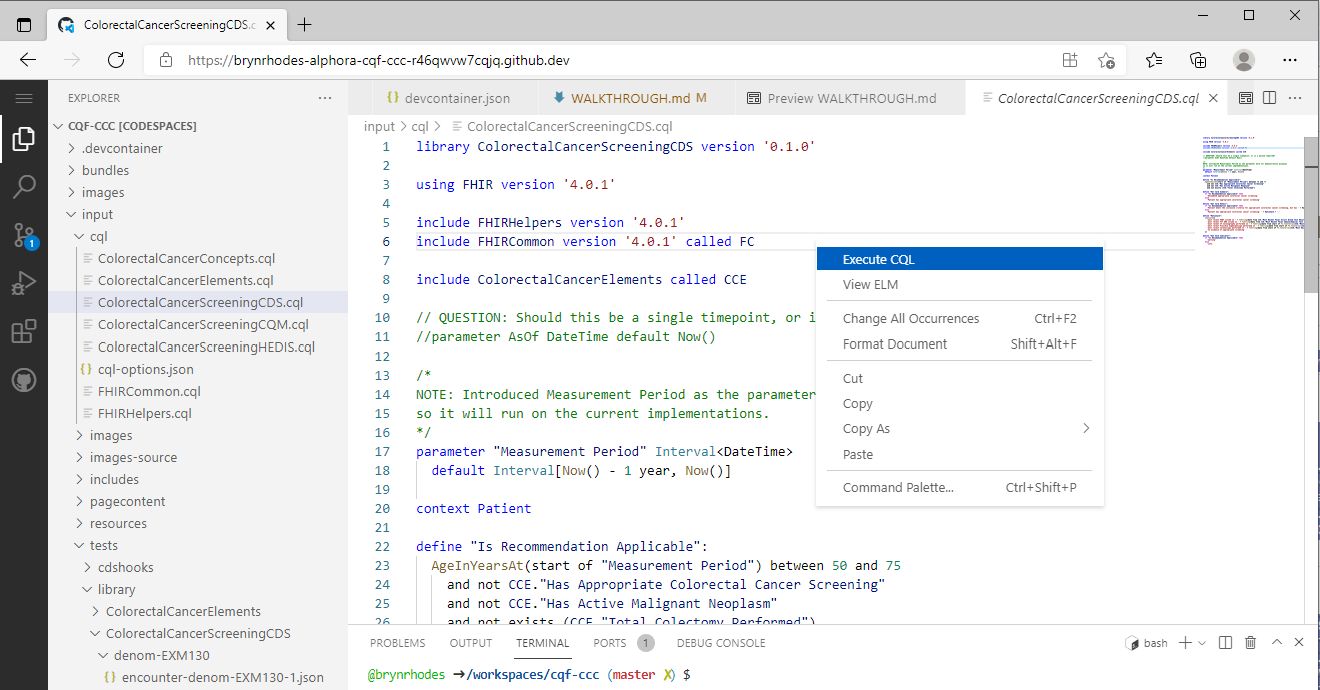 ColorectalCancerScreeningCDS.c
https://brynrhodes-alphora-cqf-ccc-r46qwvw7cqjq.github.dev
EXPLORER
CQF-CCC [CODESPACES]
.devcontainer
bundles
images
input
cql
ColorectalCancerConcepts.cql
ColorectalCancerElements.cql
ColorectalCancerScreeningCDS.cql
ColorectalCancerScreeningCQM.cql
ColorectalCancerScreeningHEDIS.cql
{} cql-options.json
FHIRCommon.cql
FHIRHelpers.cql
images
images-source
includes
pagecontent
resources
tests
cdshooks
library
ColorectalCancerElements
ColorectalCancerScreeningCDS
denom-EXM130
{} encounter-denom-EXM130-1.json
1
{} devcontainer.json
WALKTHROUGH.md M
Preview WALKTHROUGH.md
ColorectalCancerScreeningCDS.cql
input > cql > ColorectalCancerScreeningCDS.cql
1 library ColorectalCancerScreeningCDS version '0.1.0'
2
3 using FHIR version '4.0.1'
4
5 include FHIRHelpers version '4.0.1'
6 include FHIRCommon version '4.0.1' called FC
7
8 include ColorectalCancerElements called CCE
9
10 // QUESTION: Should this be a single timepoint, or i
11 //parameter AsOf DateTime default Now()
12
13 /*
14 NOTE: Introduced Measurement Period as the parameter
15 so it will run on the current implementations.
16 */
17 parameter "Measurement Period" Interval<DateTime>
18 default Interval[Now() - 1 year, Now()]
19
20 context Patient
21
22 define "Is Recommendation Applicable":
23 AgeInYearsAt(start of "Measurement Period") between 50 and 75
24 and not CCE."Has Appropriate Colorectal Cancer Screening"
25 and not CCE."Has Active Malignant Neoplasm"
26 and not exists (CCE."Total Colectomy Performed")
Execute CQL
View ELM
Change All Occurrences Ctrl+F2
Format Document Shift+Alt+F
Cut
Copy
Copy As
Paste
Command Palette... Ctrl+Shift+P
PROBLEMS OUTPUT TERMINAL PORTS 1 DEBUG CONSOLE
bash
@brynrhodes ➜/workspaces/cqf-ccc (master ✗) $